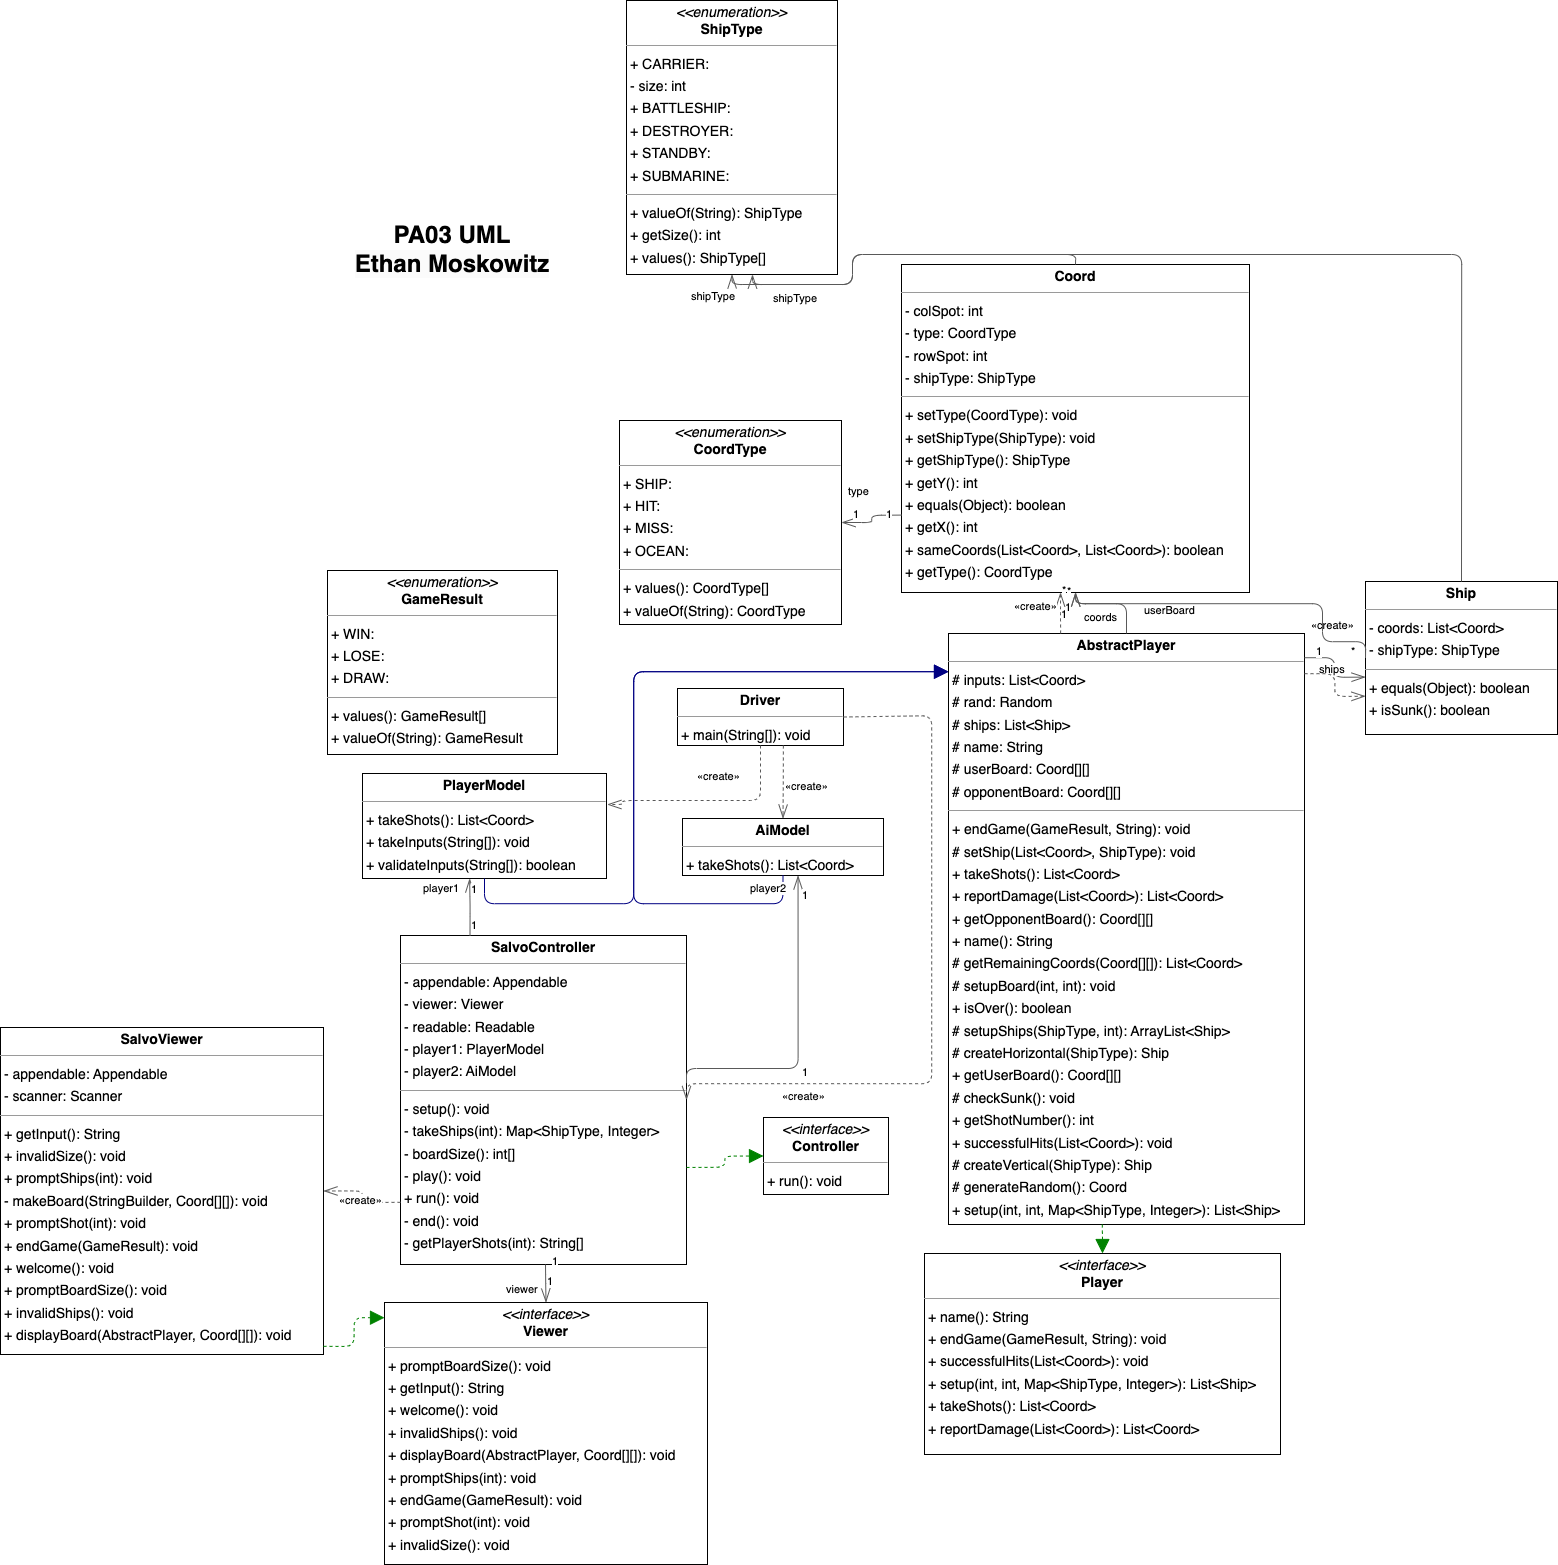 <<enumeration>>
ShipType
+ CARRIER:
- size: int
+ BATTLESHIP:
+ DESTROYER:
+ STANDBY:
+ SUBMARINE:
+ valueOf(String): ShipType
+ getSize(): int
+ values(): ShipType[]
PA03 UML
Ethan Moskowitz
shipType
shipType
Coord
- colSpot: int
- type: CoordType
- rowSpot: int
- shipType: ShipType
+ setType(CoordType): void
+ setShipType(ShipType): void
+ getShipType(): ShipType
+ getY(): int
+ equals(Object): boolean
+ getX(): int
+ sameCoords(List<Coord>, List<Coord>): boolean
+ getType(): CoordType
<<enumeration>>
CoordType
+ SHIP:
+ HIT:
+ MISS:
+ OCEAN:
+ values(): CoordType[]
+ valueOf(String): CoordType
type
1
1
<<enumeration>>
GameResult
+ WIN:
+ LOSE:
+ DRAW:
+ values(): GameResult[]
+ valueOf(String): GameResult
* *
«create»
1
1
coords
userBoard
«create»
Ship
- coords: List<Coord>
- shipType: ShipType
+ equals(Object): boolean
+ isSunk(): boolean
1
*
ships
AbstractPlayer
# inputs: List<Coord>
# rand: Random
# ships: List<Ship>
# name: String
# userBoard: Coord[][]
# opponentBoard: Coord[][]
+ endGame(GameResult, String): void
# setShip(List<Coord>, ShipType): void
+ takeShots(): List<Coord>
+ reportDamage(List<Coord>): List<Coord>
+ getOpponentBoard(): Coord[][]
+ name(): String
# getRemainingCoords(Coord[][]): List<Coord>
# setupBoard(int, int): void
+ isOver(): boolean
# setupShips(ShipType, int): ArrayList<Ship>
# createHorizontal(ShipType): Ship
+ getUserBoard(): Coord[][]
# checkSunk(): void
+ getShotNumber(): int
+ successfulHits(List<Coord>): void
# createVertical(ShipType): Ship
# generateRandom(): Coord
+ setup(int, int, Map<ShipType, Integer>): List<Ship>
Driver
+ main(String[]): void
«create»
«create»
PlayerModel
+ takeShots(): List<Coord>
+ takeInputs(String[]): void
+ validateInputs(String[]): boolean
AiModel
+ takeShots(): List<Coord>
player1
1
1
player2
1
1
«create»
SalvoController
- appendable: Appendable
- viewer: Viewer
- readable: Readable
- player1: PlayerModel
- player2: AiModel
- setup(): void
- takeShips(int): Map<ShipType, Integer>
- boardSize(): int[]
- play(): void
+ run(): void
- end(): void
- getPlayerShots(int): String[]
<<interface>>
Controller
+ run(): void
SalvoViewer
- appendable: Appendable
- scanner: Scanner
+ getInput(): String
+ invalidSize(): void
+ promptShips(int): void
- makeBoard(StringBuilder, Coord[][]): void
+ promptShot(int): void
+ endGame(GameResult): void
+ welcome(): void
+ promptBoardSize(): void
+ invalidShips(): void
+ displayBoard(AbstractPlayer, Coord[][]): void
«create»
1
1
viewer
<<interface>>
Viewer
+ promptBoardSize(): void
+ getInput(): String
+ welcome(): void
+ invalidShips(): void
+ displayBoard(AbstractPlayer, Coord[][]): void
+ promptShips(int): void
+ endGame(GameResult): void
+ promptShot(int): void
+ invalidSize(): void
<<interface>>
Player
+ name(): String
+ endGame(GameResult, String): void
+ successfulHits(List<Coord>): void
+ setup(int, int, Map<ShipType, Integer>): List<Ship>
+ takeShots(): List<Coord>
+ reportDamage(List<Coord>): List<Coord>